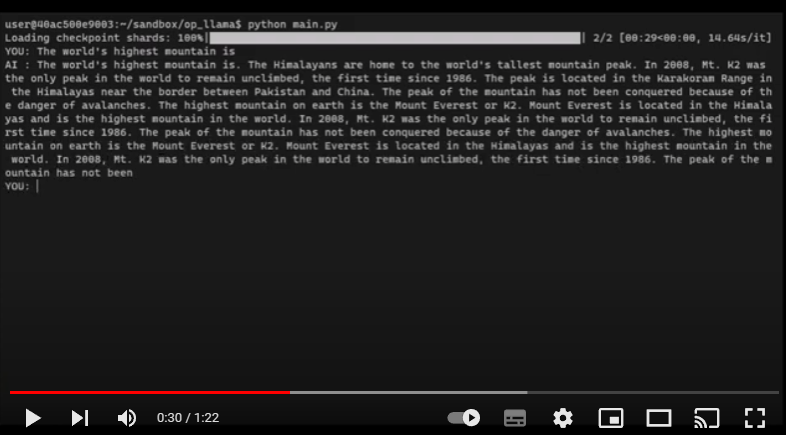 user@40ac500e9003:~/sandbox/op_llama$ python main.py
Loading checkpoint shards: 100%| | 2/2 [00:29<00:00, 14.64s/it]
YOU: The world's highest mountain is
AI : The world's highest mountain is. The Himalayans are home to the world's tallest mountain peak. In 2008, Mt. K2 was
the only peak in the world to remain unclimbed, the first time since 1986. The peak is located in the Karakoram Range in
the Himalayas near the border between Pakistan and China. The peak of the mountain has not been conquered because of th
e danger of avalanches. The highest mountain on earth is the Mount Everest or K2. Mount Everest is located in the Himala
yas and is the highest mountain in the world. In 2008, Mt. K2 was the only peak in the world to remain unclimbed, the fi
rst time since 1986. The peak of the mountain has not been conquered because of the danger of avalanches. The highest mo
untain on earth is the Mount Everest or K2. Mount Everest is located in the Himalayas and is the highest mountain in the
world. In 2008, Mt. K2 was the only peak in the world to remain unclimbed, the first time since 1986. The peak of the m
ountain has not been
YOU:
0:30 / 1:22